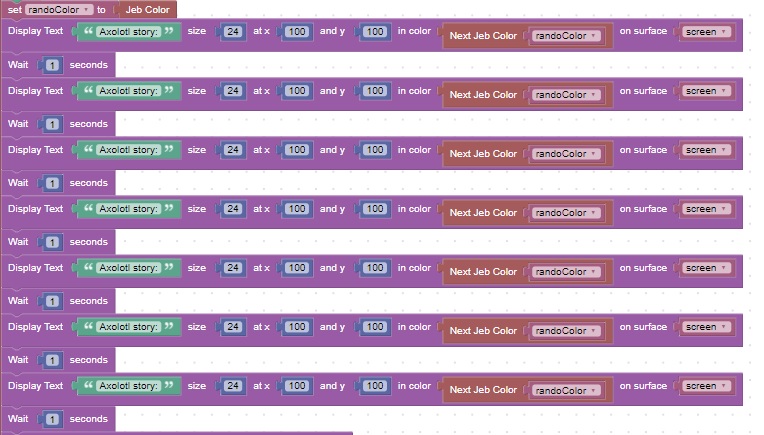 set randoColor to Jeb Color
Display Text “ Axolotl story: ” size 24 at x 100 and y 100 in color Next Jeb Color randoColor on surface screen
Wait 1 seconds
Display Text “ Axolotl story: ” size 24 at x 100 and y 100 in color Next Jeb Color randoColor on surface screen
Wait 1 seconds
Display Text “ Axolotl story: ” size 24 at x 100 and y 100 in color Next Jeb Color randoColor on surface screen
Wait 1 seconds
Display Text “ Axolotl story: ” size 24 at x 100 and y 100 in color Next Jeb Color randoColor on surface screen
Wait 1 seconds
Display Text “ Axolotl story: ” size 24 at x 100 and y 100 in color Next Jeb Color randoColor on surface screen
Wait 1 seconds
Display Text “ Axolotl story: ” size 24 at x 100 and y 100 in color Next Jeb Color randoColor on surface screen
Wait 1 seconds
Display Text “ Axolotl story: ” size 24 at x 100 and y 100 in color Next Jeb Color randoColor on surface screen
Wait 1 seconds